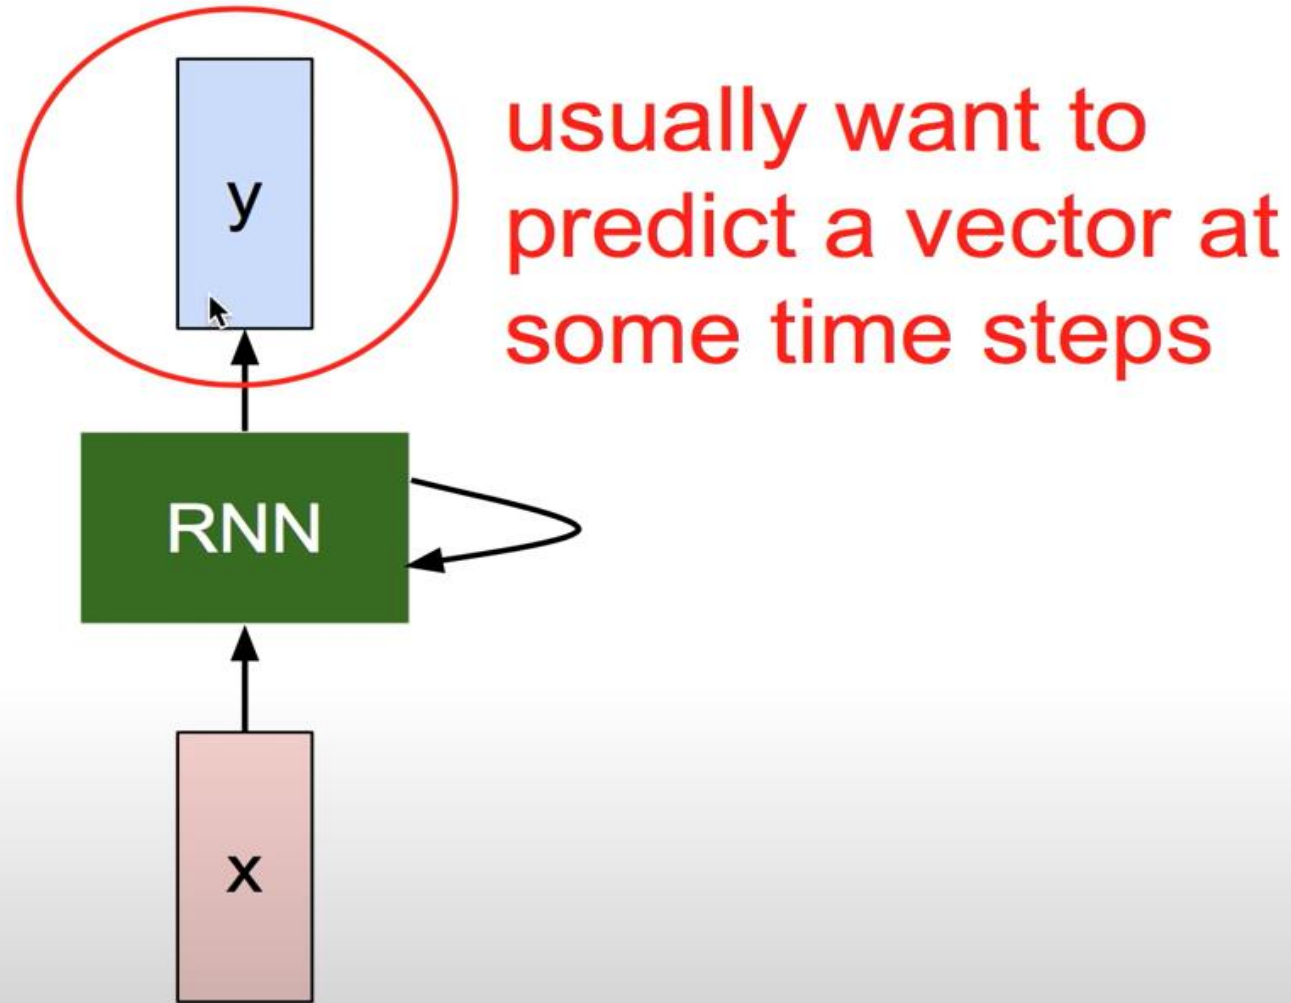 y
usually want to
predict a vector at
some time steps
RNN
x